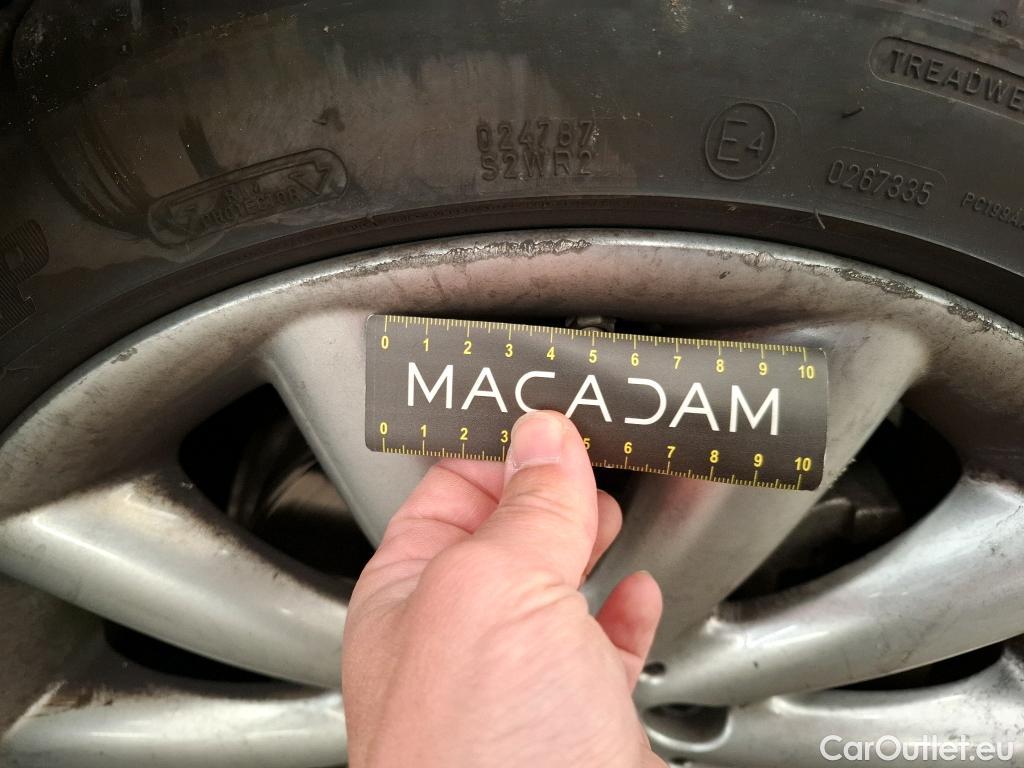 TREADWE
024787
S2WR2
E4
0267335
PROTECTOR
P
0 1 2 3 4 5 6 7 8 9 10
MACADAM
0 1 2 3 5 6 7 8 9 10
CarOutlet.eu